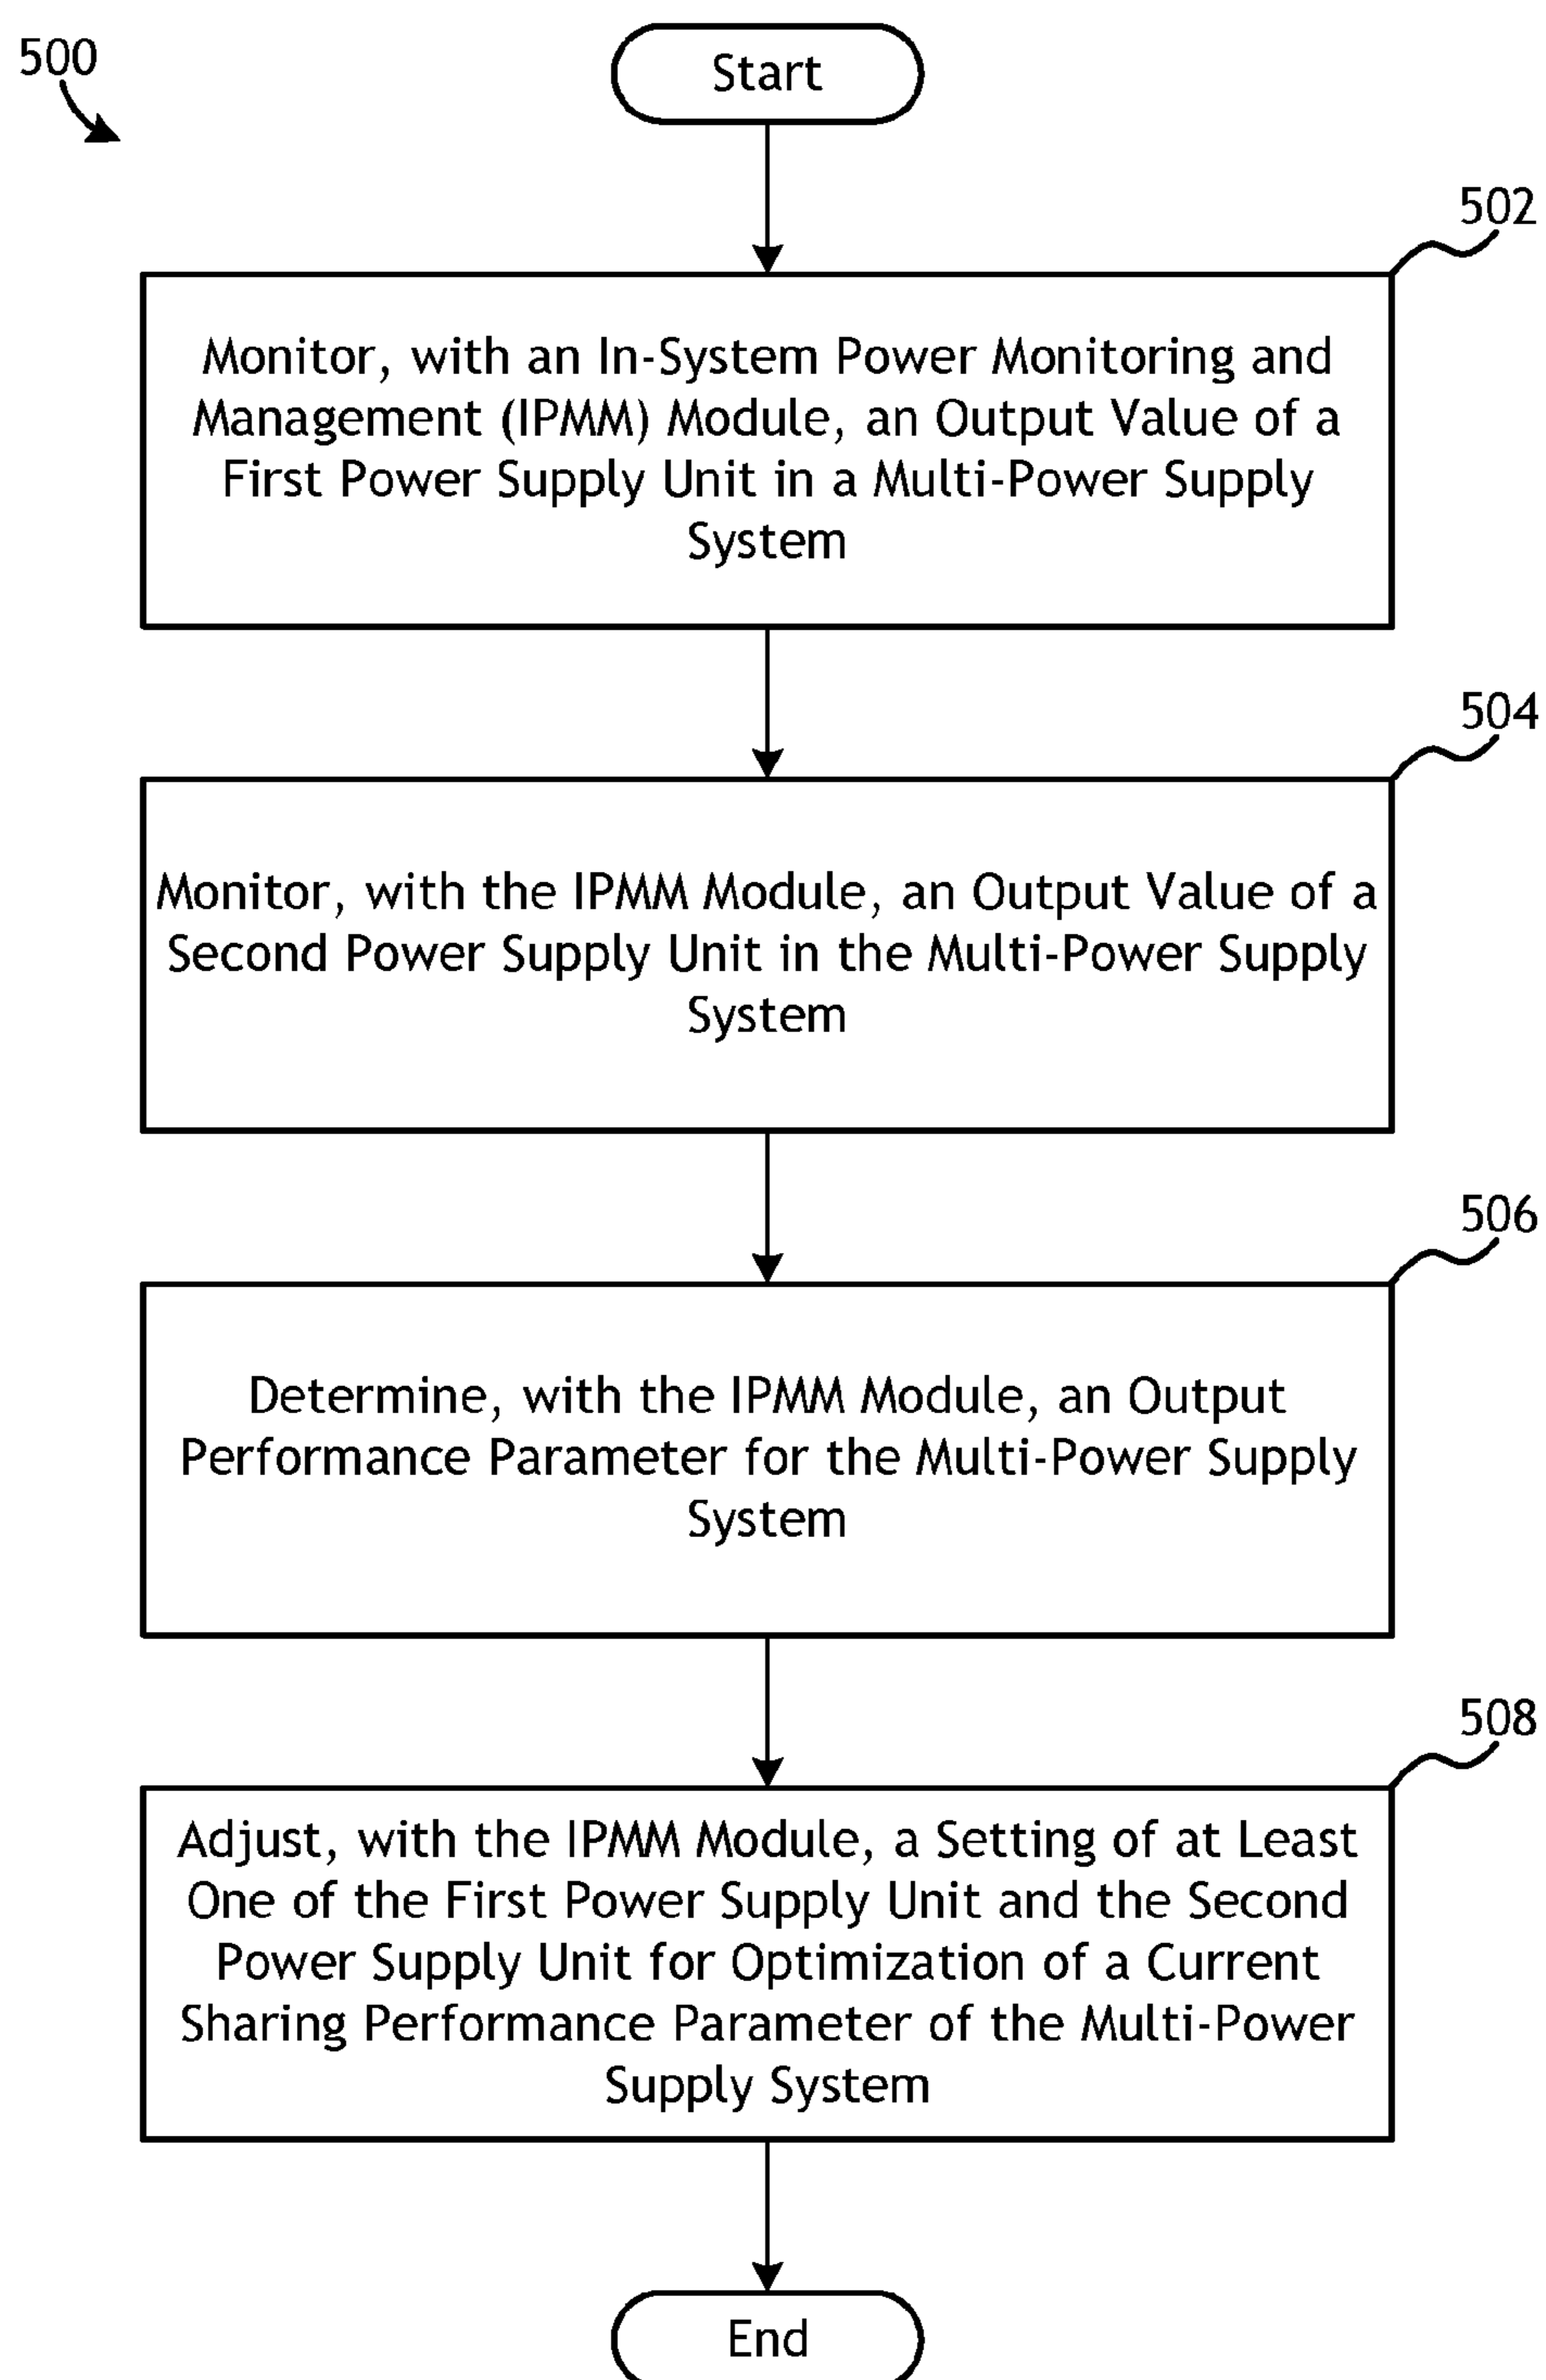 500
Start
502
Monitor, with an In-System Power Monitoring and
Management (IPMM) Module, an Output Value of a
First Power Supply Unit in a Multi-Power Supply
System
504
Monitor, with the IPMM Module, an Output Value of a
Second Power Supply Unit in the Multi-Power Supply
System
506
Determine, with the IPMM Module, an Output
Performance Parameter for the Multi-Power Supply
System
508
Adjust, with the IPMM Module, a Setting of at Least
One of the First Power Supply Unit and the Second
Power Supply Unit for Optimization of a Current
Sharing Performance Parameter of the Multi-Power
Supply System
End